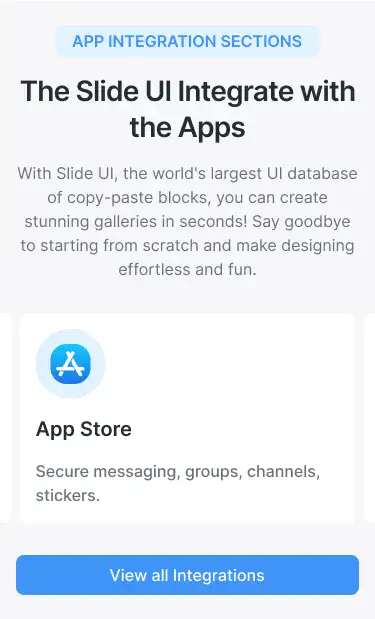 APP INTEGRATION SECTIONS
The Slide UI Integrate with
the Apps
With Slide UI, the world's largest UI database
of copy-paste blocks, you can create
stunning galleries in seconds! Say goodbye
to starting from scratch and make designing
effortless and fun.
App Store
Secure messaging, groups, channels,
stickers.
View all Integrations